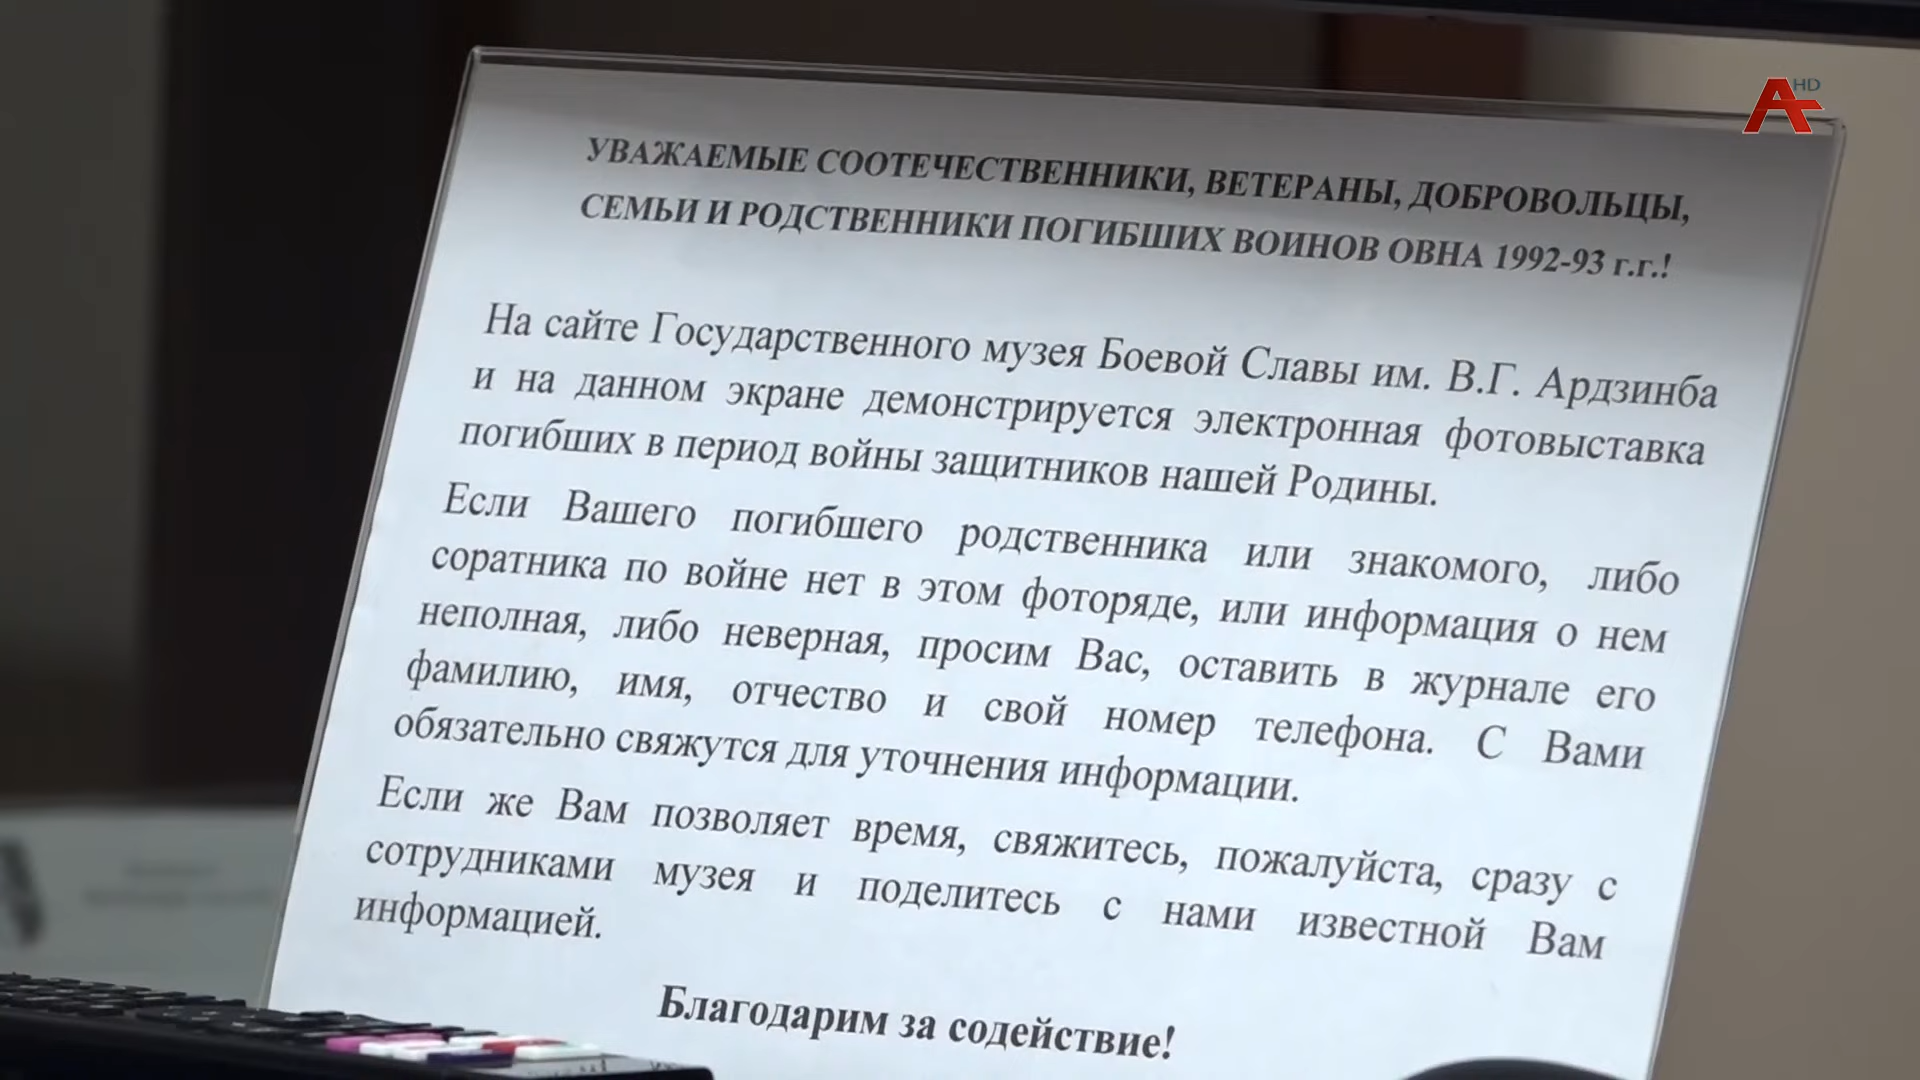 УВАЖАЕМЫЕ СООТЕЧЕСТВЕННИКИ, ВЕТЕРАНЫ, ДОБРОВОЛЬЦЫ,
СЕМЬИ И РОДСТВЕННИКИ ПОГИБШИХ ВОИНОВ ОВНА 1992-93 г.г.!
На сайте Государственного музея Боевой Славы им. В.Г. Ардзинба
и на данном экране демонстрируется электронная фотовыставка
погибших в период войны защитников нашей Родины.
Если Вашего погибшего родственника или знакомого, либо
соратника по войне нет в этом фоторяде, или информация о нем
неполная, либо неверная, просим Вас, оставить в журнале его
фамилию, имя, отчество и свой номер телефона. С Вами
обязательно свяжутся для уточнения информации.
Если же Вам позволяет время, свяжитесь, пожалуйста, сразу с
сотрудниками музея и поделитесь с нами известной Вам
информацией.
Благодарим за содействие!
HD